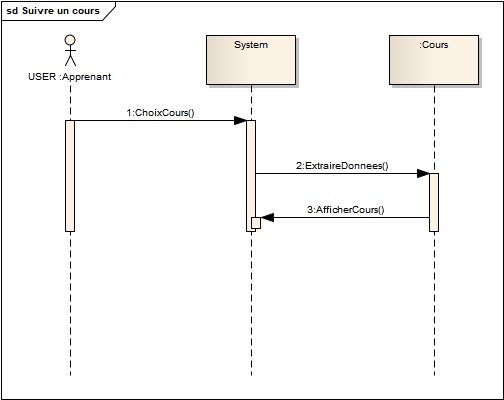 sd Suivre un cours
System
:Cours
USER :Apprenant
1:ChoixCours()
2:ExtraireDonnees()
3:AfficherCours()